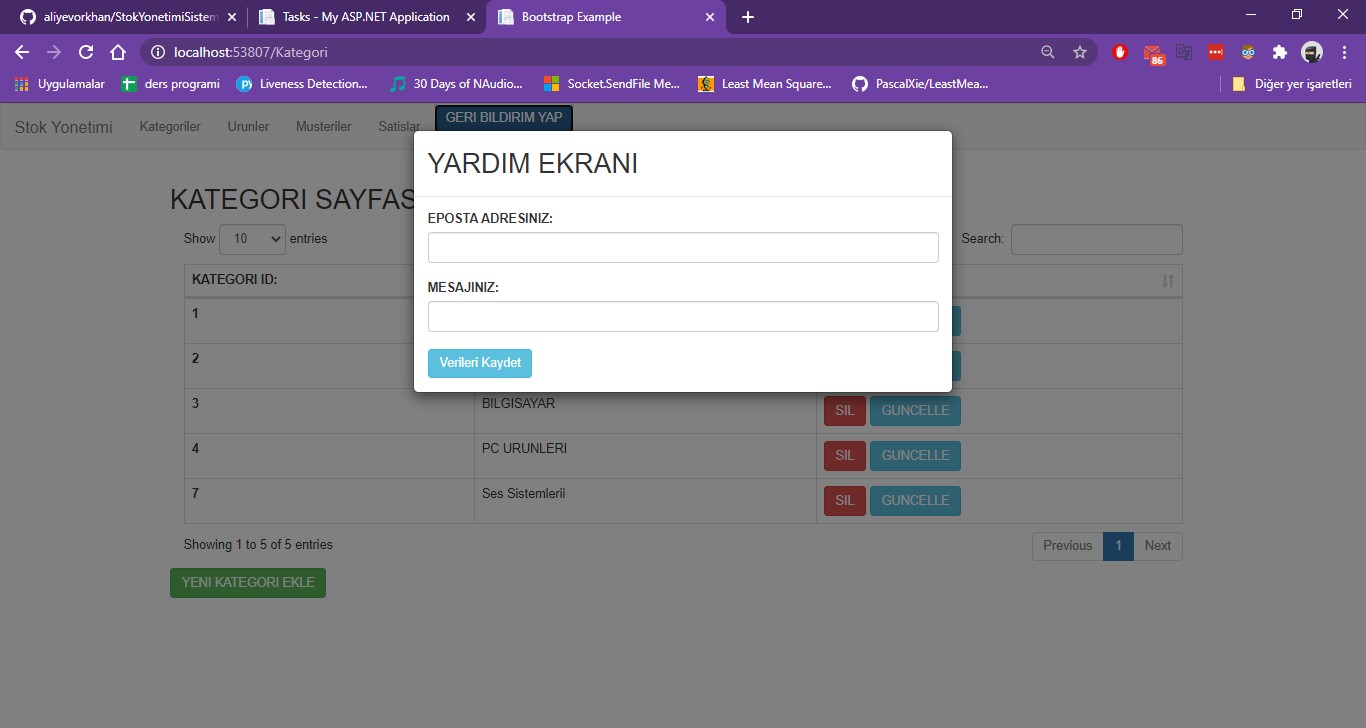 aliyevorkhan/StokYonetimiSistem
Tasks - My ASP.NET Application
Bootstrap Example
localhost:53807/Kategori
86
Uygulamalar
ders programi
Liveness Detection...
30 Days of NAudio...
Socket.SendFile Me...
Least Mean Square...
PascalXie/LeastMea...
Diğer yer işaretleri
Stok Yonetimi
Kategoriler
Urunler
Musteriler
Satislar
GERI BILDIRIM YAP
YARDIM EKRANI
EPOSTA ADRESINIZ:
MESAJINIZ:
Verileri Kaydet
KATEGORI SAYFAS
Show 10 entries
Search:
KATEGORI ID:
1
2
3 BILGISAYAR SIL GUNCELLE
4 PC URUNLERI SIL GUNCELLE
7 Ses Sistemlerii SIL GUNCELLE
Showing 1 to 5 of 5 entries
Previous 1 Next
YENI KATEGORI EKLE